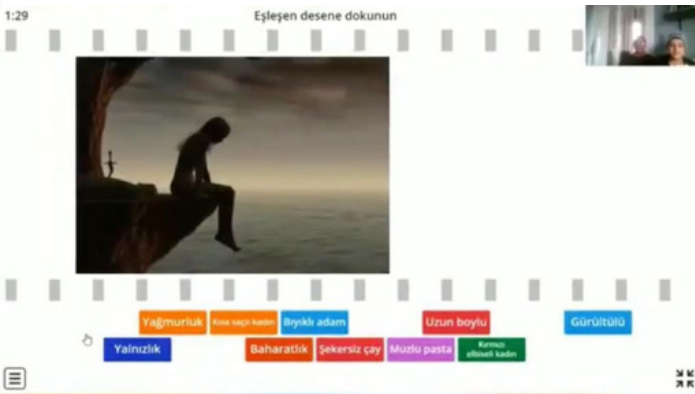 1:29
Eşleşen desene dokunun
Yağmurluk
Kısa saçlı kadın
Bıyıklı adam
Uzun boylu
Gürültülü
Yalnızlık
Baharatlık
Şekersiz çay
Muzlu pasta
Kırmızı
elbiseli kadın